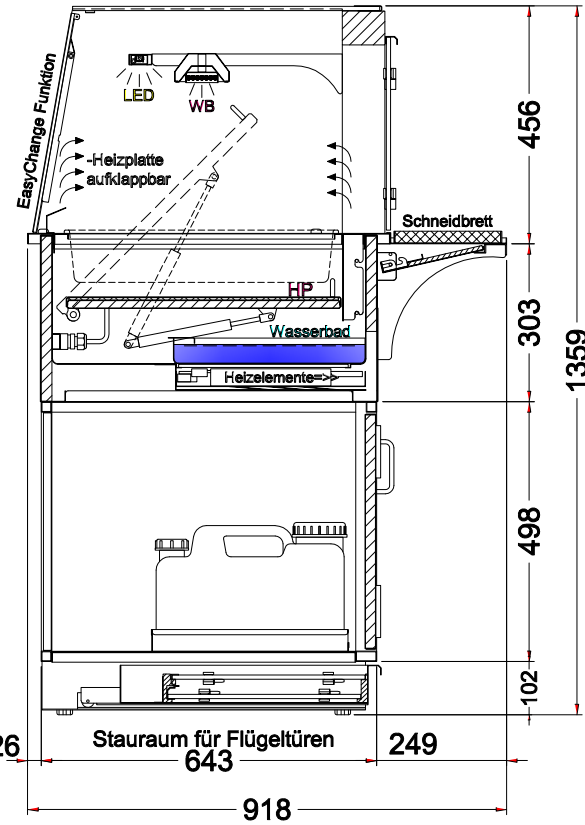 EasyChange Funktion
LED
WB
-Heizplatte
aufklappbar
456
Schneidbrett
HP
Wasserbad
Heizelemente=>>
303
1359
498
102
Stauraum für Flügeltüren
26
643
249
918